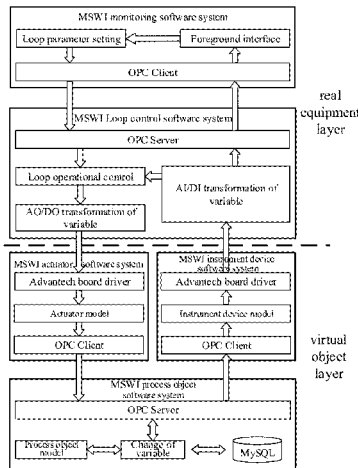 MSWI monitoring software system
Loop parameter setting
Foreground interface
OPC Client
MSWI Loop control software system
OPC Server
Loop operational control
AI/DI transformation of
variable
AO/DO transformation of
variable
real
equipment
layer
MSWI actuator software system
Advantech board driver
Actuator model
OPC Client
MSWI instrument device
software system
Advantech board driver
Instrument device model
OPC Client
virtual
object
layer
MSWI process object
software system
OPC Server
Process object
model
Change of
variable
MySQL